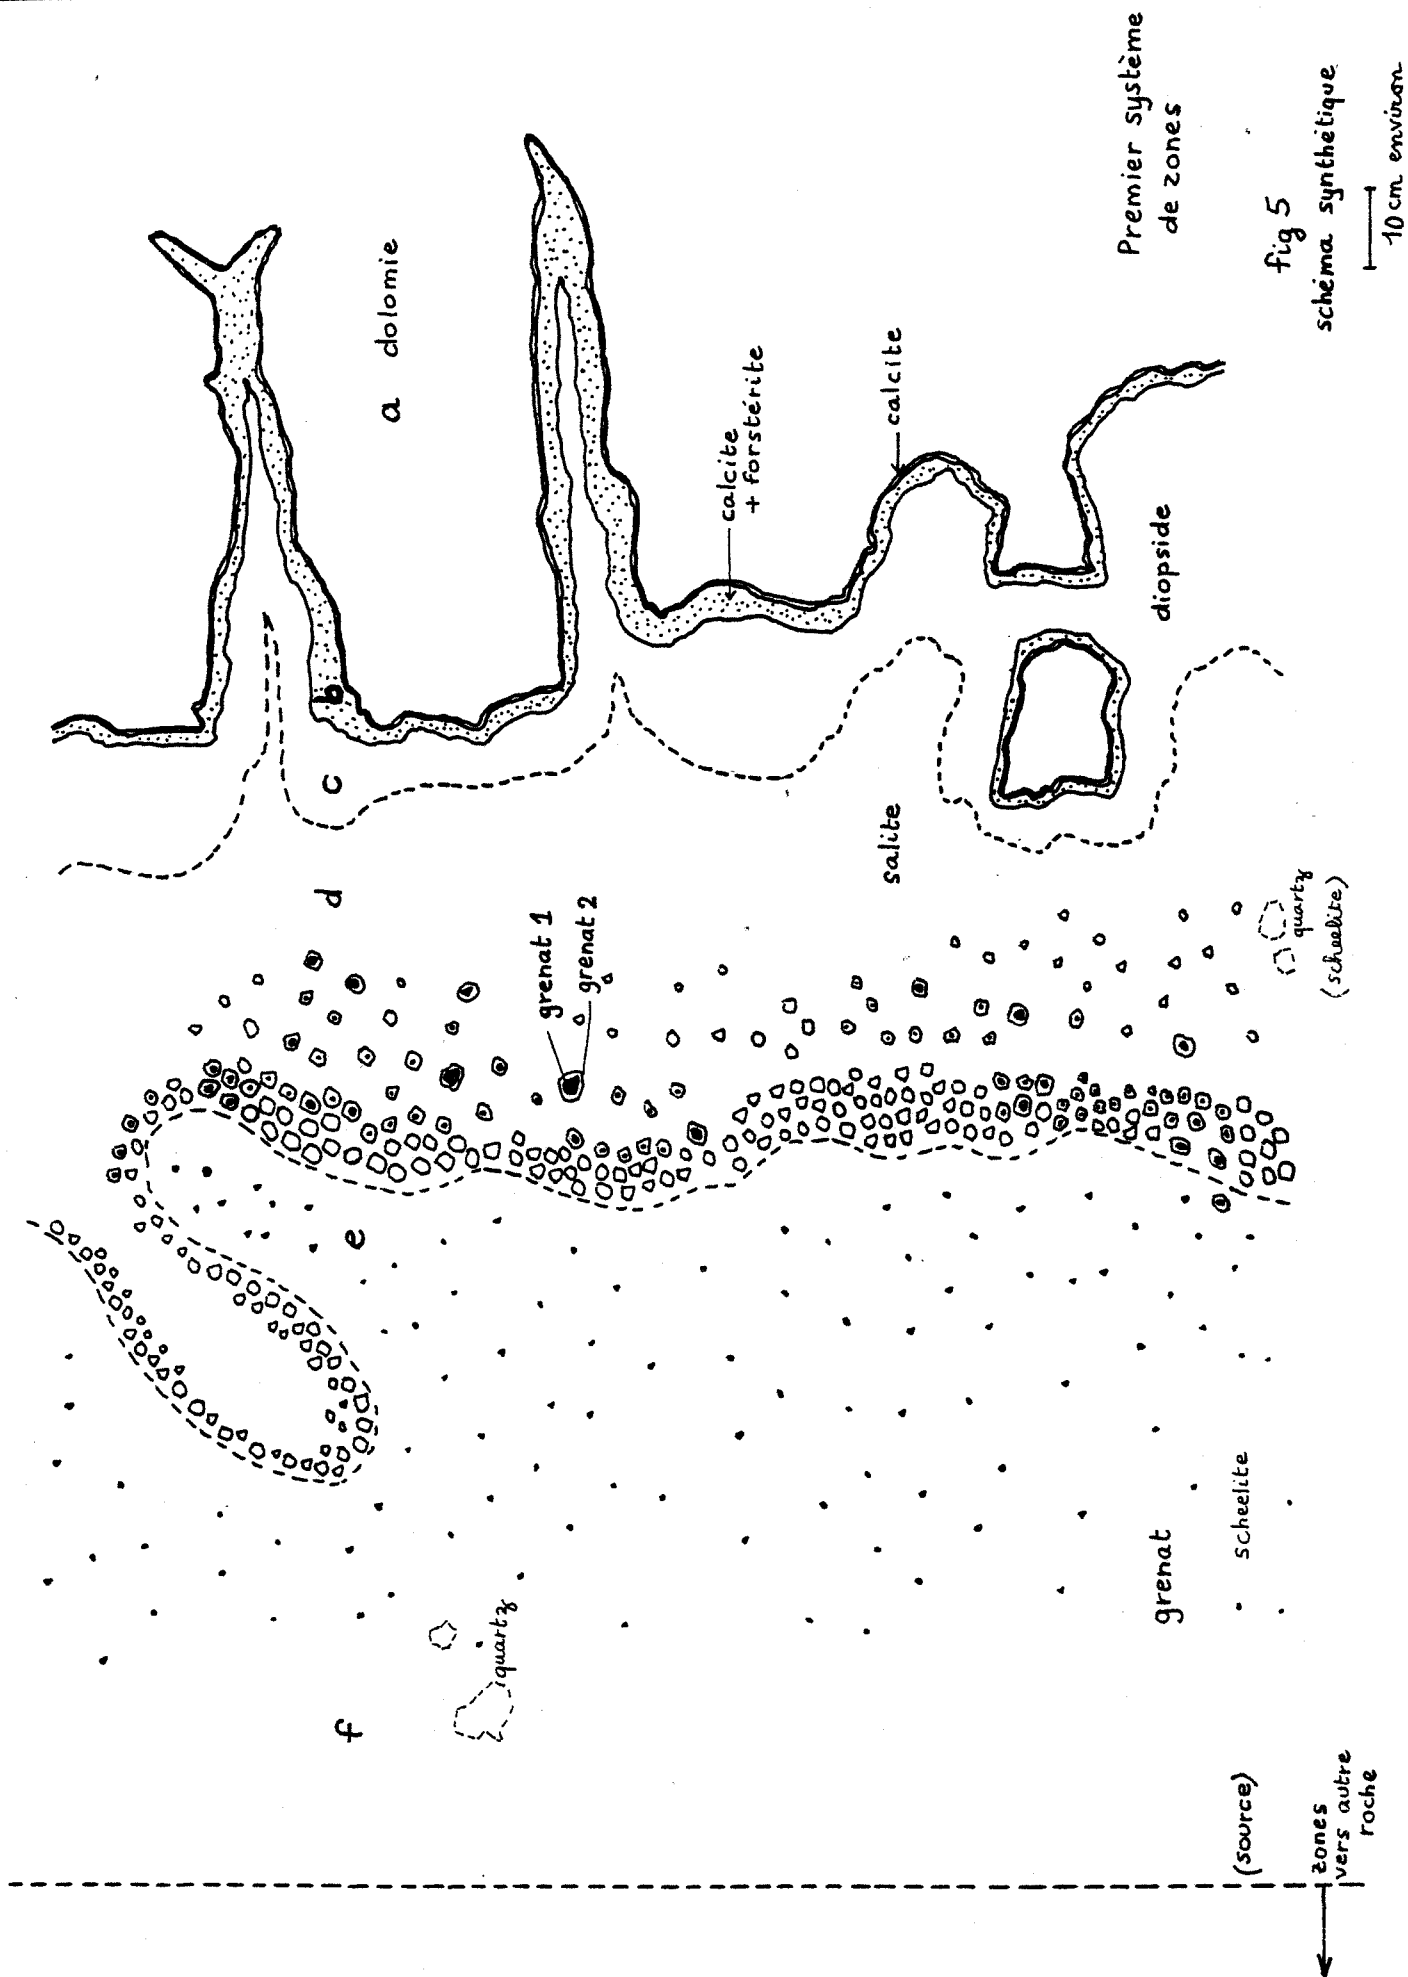 Premier système
de zones
fig 5
schéma synthétique
10 cm environ
a dolomie
calcite
+ forstérite
calcite
diopside
b
c
salite
d
grenat 1
grenat 2
quartz
(scheelite)
e
grenat
scheelite
f
quartz
(source)
zones
vers autre
roche